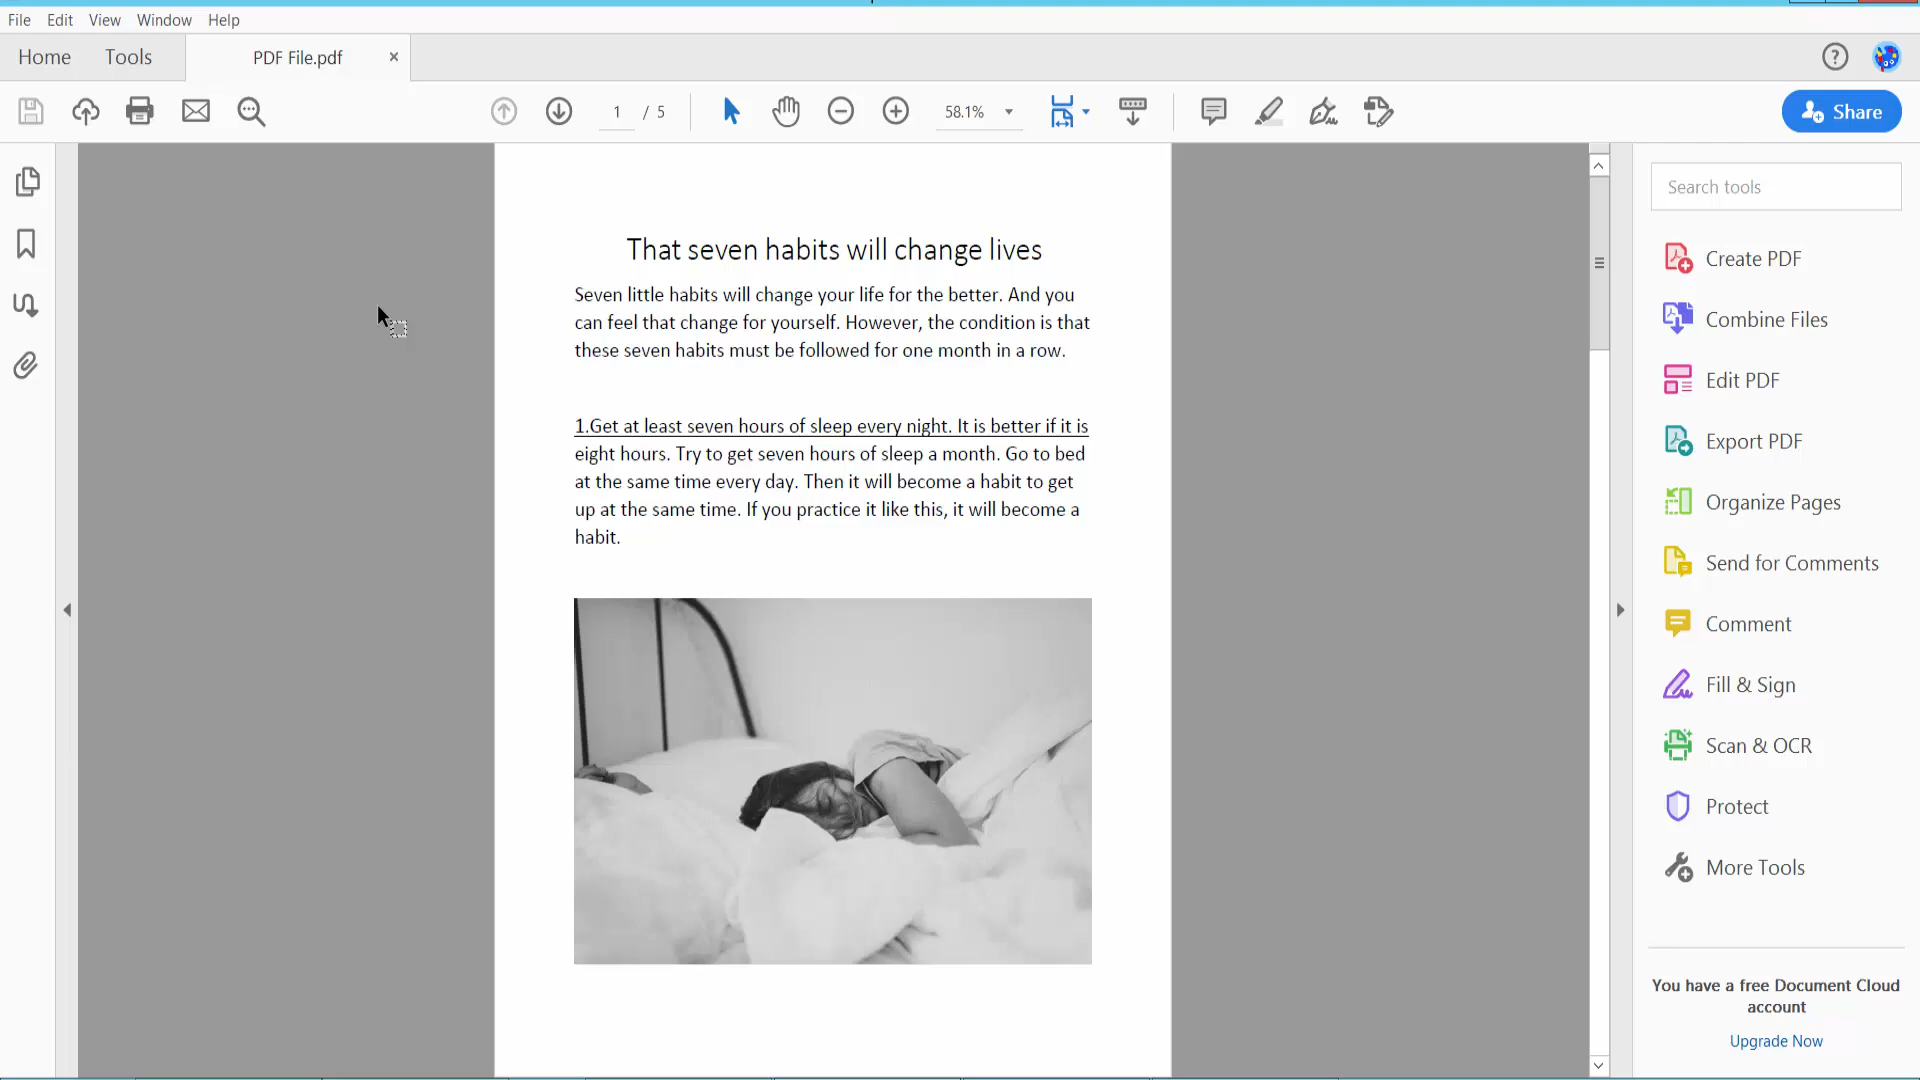 File Edit View Window Help
Home Tools PDF File.pdf ×
1 / 5 58.1% Share
Search tools
That seven habits will change lives
Seven little habits will change your life for the better. And you
can feel that change for yourself. However, the condition is that
these seven habits must be followed for one month in a row.
1.Get at least seven hours of sleep every night. It is better if it is
eight hours. Try to get seven hours of sleep a month. Go to bed
at the same time every day. Then it will become a habit to get
up at the same time. If you practice it like this, it will become a
habit.
Create PDF
Combine Files
Edit PDF
Export PDF
Organize Pages
Send for Comments
Comment
Fill & Sign
Scan & OCR
Protect
More Tools
You have a free Document Cloud
account
Upgrade Now